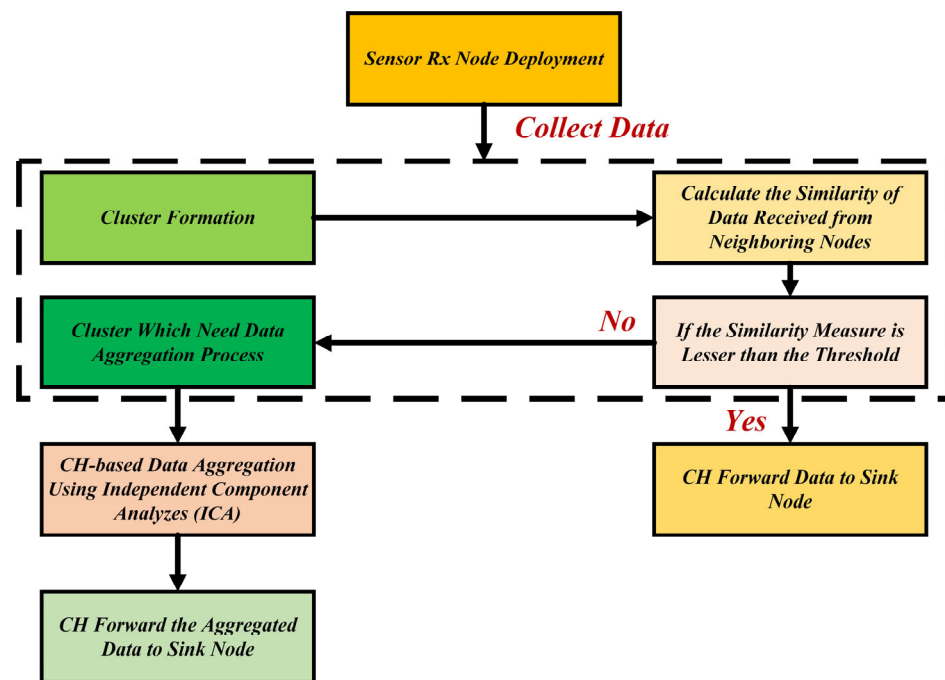 Sensor Rx Node Deployment
Collect Data
Cluster Formation
Calculate the Similarity of
Data Received from
Neighboring Nodes
Cluster Which Need Data
Aggregation Process
No
If the Similarity Measure is
Lesser than the Threshold
Yes
CH-based Data Aggregation
Using Independent Component
Analyzes (ICA)
CH Forward Data to Sink
Node
CH Forward the Aggregated
Data to Sink Node